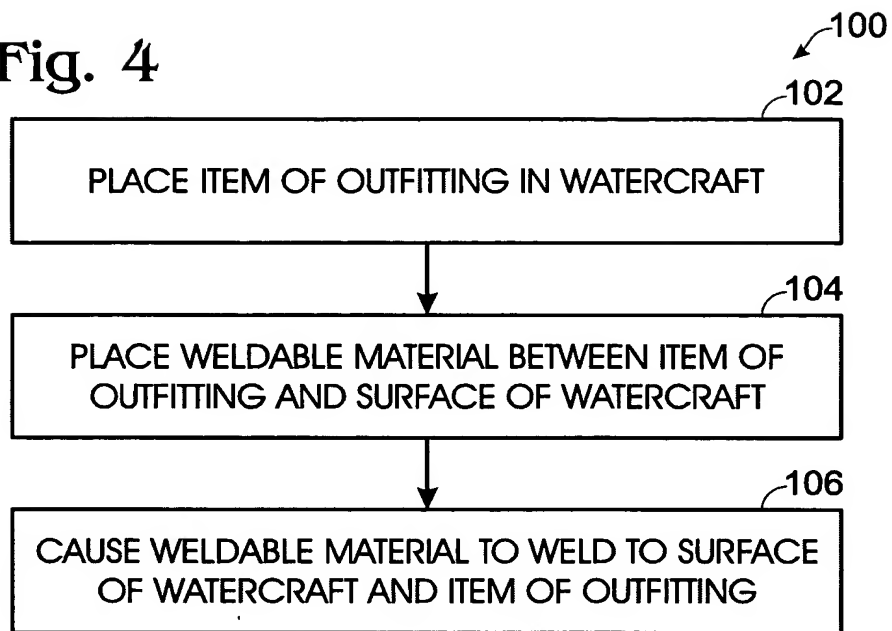 Fig. 4
100
102
PLACE ITEM OF OUTFITTING IN WATERCRAFT
104
PLACE WELDABLE MATERIAL BETWEEN ITEM OF
OUTFITTING AND SURFACE OF WATERCRAFT
106
CAUSE WELDABLE MATERIAL TO WELD TO SURFACE
OF WATERCRAFT AND ITEM OF OUTFITTING